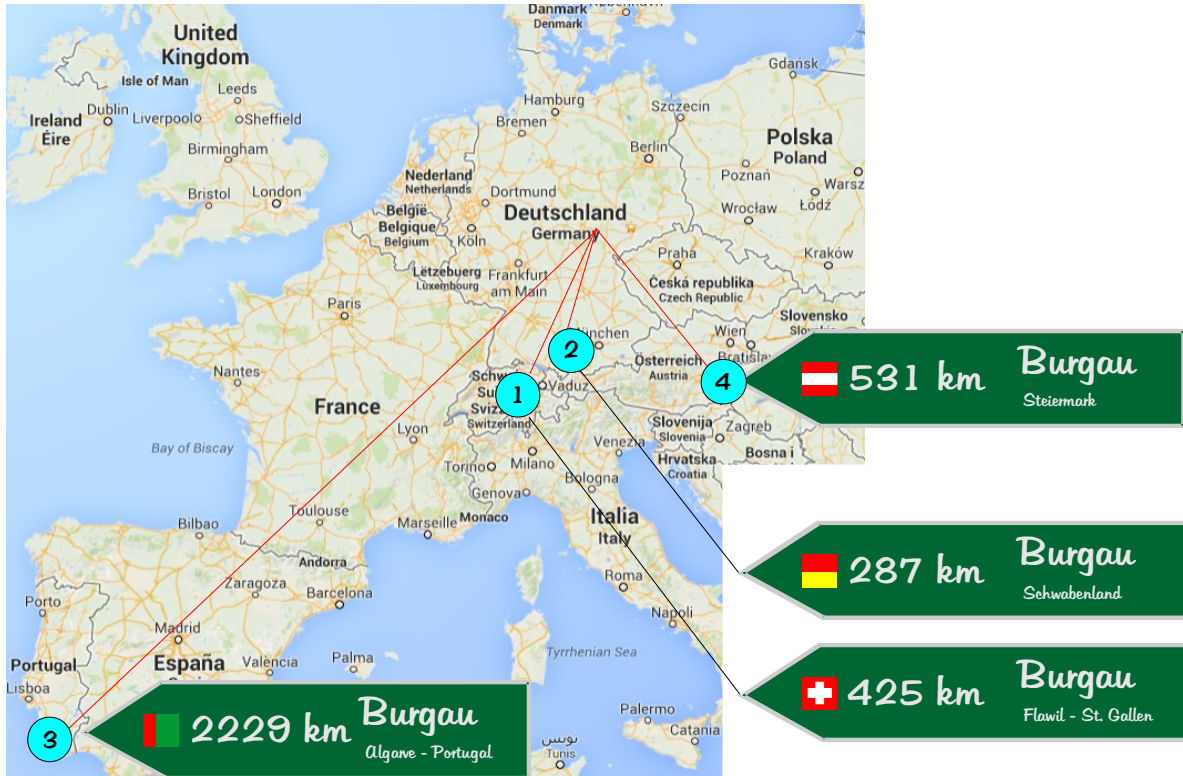 Danmark
Denmark
United
Kingdom
Isle of Man
Gdańsk
Leeds
Hamburg
Szczecin
Dublin
Liverpool
Sheffield
Bremen
Ireland
Éire
Polska
Poland
Birmingham
Berlin
Poznań
Nederland
Netherlands
Warsz
Bristol
London
Dortmund
Łódź
België
Belgique
Belgium
Deutschland
Germany
Wrocław
Köln
Praha
Kraków
Lëtzebuerg
Luxembourg
Frankfurt
am Main
Česká republika
Czech Republic
Paris
Slovensko
Wien
Bratislav
2
Österreich
Austria
Nantes
Vaduz
4
531 km
Burgau
Steiermark
1
Switzerland
France
Lyon
Slovenija
Slovenia
Zagreb
Bay of Biscay
Venezia
Bosna i
Torino
Milano
Hrvatska
Croatia
Bologna
Genova
Toulouse
Marseille
Monaco
Bilbao
Italia
Italy
Andorra
287 km
Burgau
Schwabenland
Zaragoza
Barcelona
Roma
Porto
Napoli
Madrid
Portugal
España
València
Palma
Tyrrhenian Sea
Lisboa
425 km
Burgau
Flawil - St. Gallen
Palermo
Catania
3
2229 km
Burgau
Algarve - Portugal
تونس
Tunis